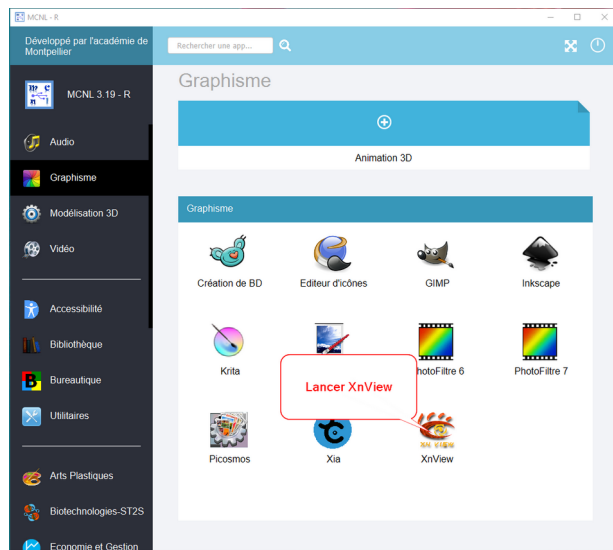 MCNL - R
Développé par l'académie de
Montpellier
Rechercher une app...
MCNL 3.19 - R
Audio
Graphisme
Modélisation 3D
Vidéo
Accessibilité
Bibliothèque
Bureautique
Utilitaires
Arts Plastiques
Biotechnologies-ST2S
Economie et Gestion
Graphisme
Animation 3D
Graphisme
Création de BD
Editeur d'icônes
GIMP
Inkscape
Krita
hotoFiltre 6
PhotoFiltre 7
Lancer XnView
Picosmos
Xia
XnView